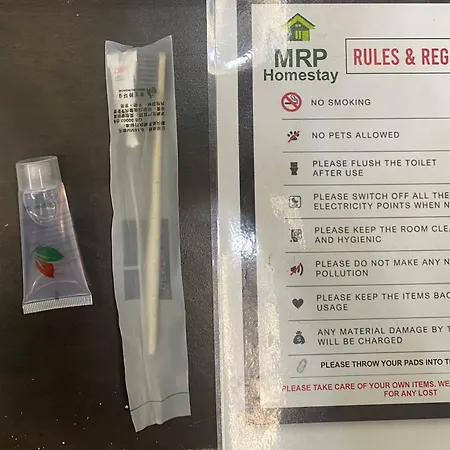 MRP
Homestay
RULES & REG
NO SMOKING
NO PETS ALLOWED
PLEASE FLUSH THE TOILET
AFTER USE
PLEASE SWITCH OFF ALL THE
ELECTRICITY POINTS WHEN N
PLEASE KEEP THE ROOM CLEA
AND HYGIENIC
PLEASE DO NOT MAKE ANY N
POLLUTION
PLEASE KEEP THE ITEMS BAC
USAGE
ANY MATERIAL DAMAGE BY T
WILL BE CHARGED
PLEASE THROW YOUR PADS INTO T
PLEASE TAKE CARE OF YOUR OWN ITEMS. WE
FOR ANY LOST